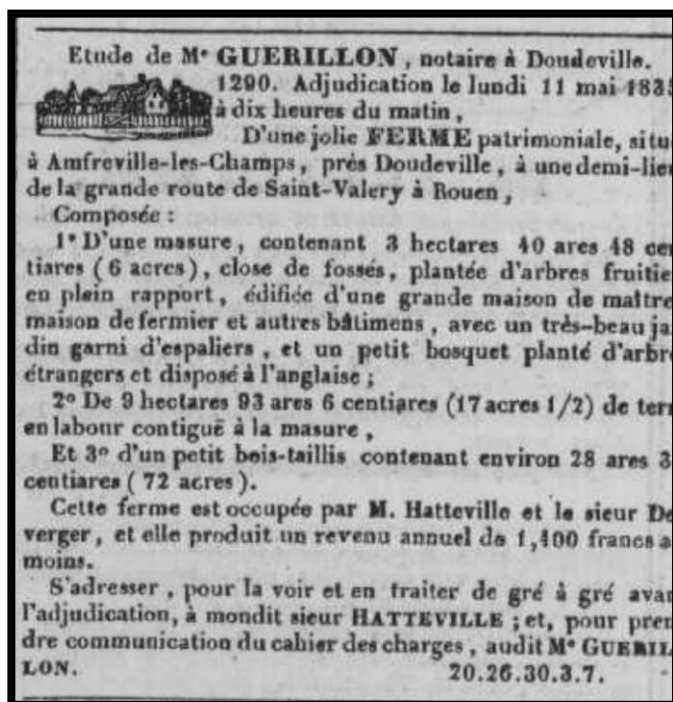 Etude de Mᵉ GUERILLON, notaire à Doudeville.
1290. Adjudication le lundi 11 mai 183
à dix heures du matin,
D'une jolie FERME patrimoniale, situ
à Amfreville-les-Champs, près Doudeville, à une demi-lieu
de la grande route de Saint-Valery à Rouen,
Composée :
1° D'une masure, contenant 3 hectares 40 ares 48 cen
tiares (6 acres), close de fossés, plantée d'arbres fruitie
en plein rapport, édifiée d'une grande maison de maître
maison de fermier et autres bâtimens, avec un très-beau ja
din garni d'espaliers, et un petit bosquet planté d'arbr
étrangers et disposé à l'anglaise ;
2° De 9 hectares 93 ares 6 centiares (17 acres 1/2) de terr
en labour contiguë à la masure,
Et 3° d'un petit bois-taillis contenant environ 28 ares 3
centiares (72 acres).
Cette ferme est occupée par M. Hatteville et le sieur De
verger, et elle produit un revenu annuel de 1,400 francs a
moins.
S'adresser, pour la voir et en traiter de gré à gré avan
l'adjudication, à mondit sieur HATTEVILLE ; et, pour pren
dre communication du cahier des charges, audit Mᵉ GUERIL
LON. 20.26.30.3.7.